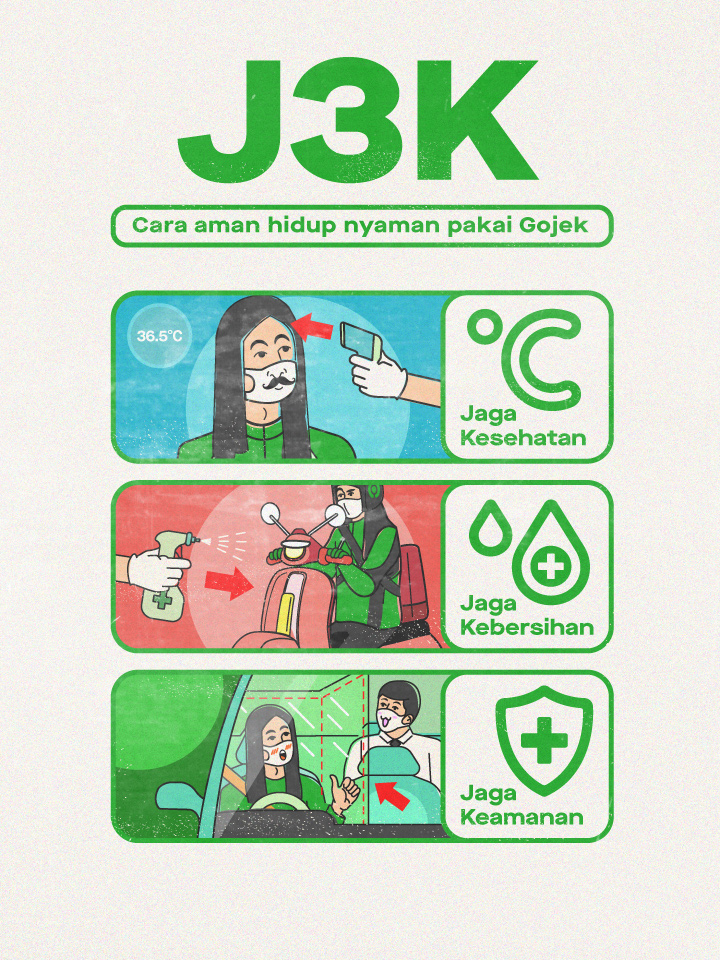 J3K
Cara aman hidup nyaman pakai Gojek
36.5°C
Jaga
Kesehatan
Jaga
Kebersihan
Jaga
Keamanan